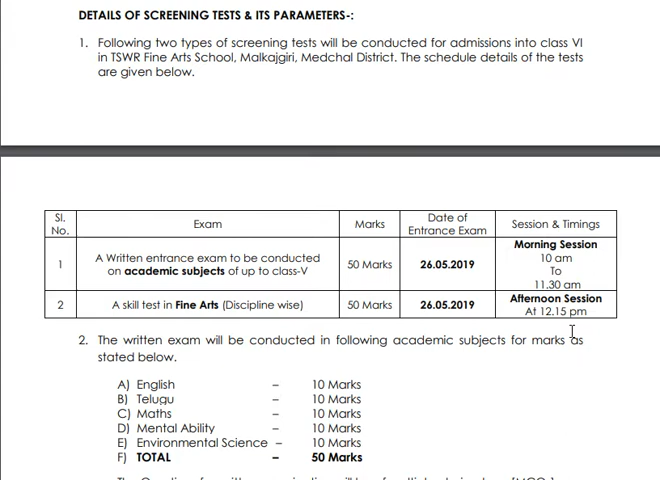 DETAILS OF SCREENING TESTS & ITS PARAMETERS-:
1. Following two types of screening tests will be conducted for admissions into class VI
in TSWR Fine Arts School, Malkajgiri, Medchal District. The schedule details of the tests
are given below.
Sl. No. Exam Marks Date of Entrance Exam Session & Timings
1 A Written entrance exam to be conducted on academic subjects of up to class-V 50 Marks 26.05.2019 Morning Session 10 am To 11.30 am
2 A skill test in Fine Arts (Discipline wise) 50 Marks 26.05.2019 Afternoon Session At 12.15 pm
2. The written exam will be conducted in following academic subjects for marks as
stated below.
A) English – 10 Marks
B) Telugu – 10 Marks
C) Maths – 10 Marks
D) Mental Ability – 10 Marks
E) Environmental Science – 10 Marks
F) TOTAL – 50 Marks